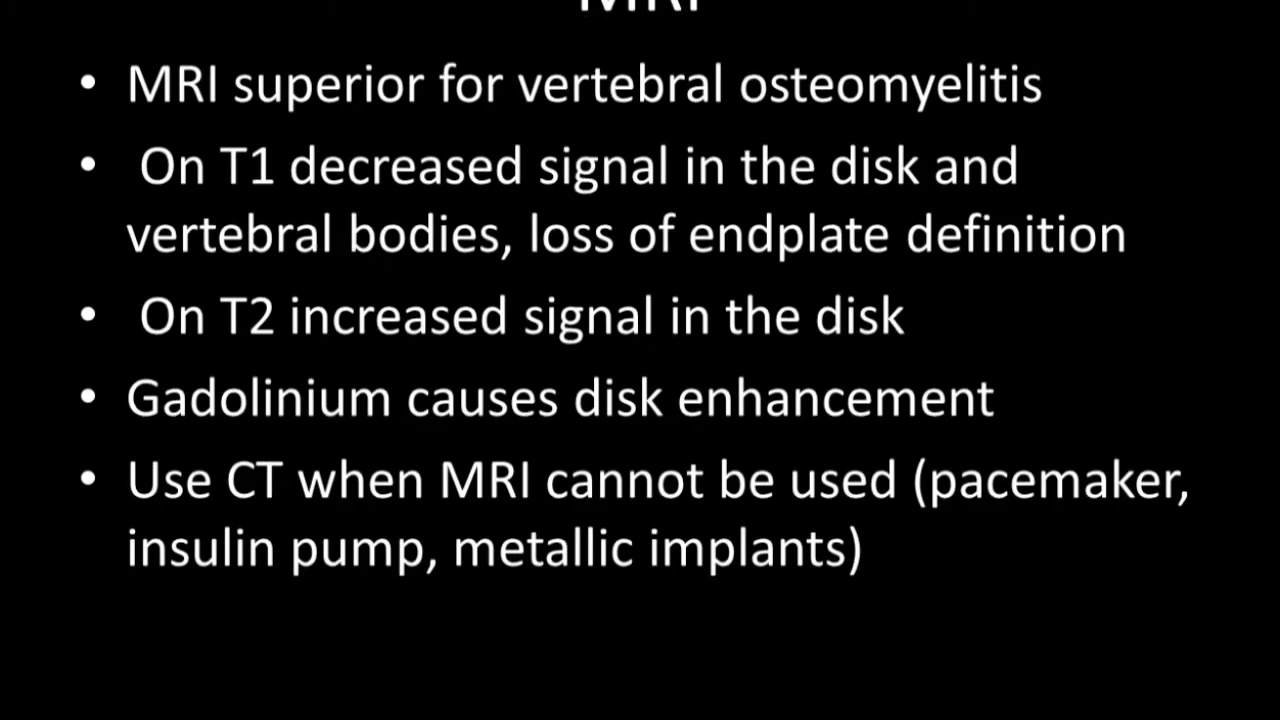 MRI
• MRI superior for vertebral osteomyelitis
• On T1 decreased signal in the disk and
vertebral bodies, loss of endplate definition
• On T2 increased signal in the disk
• Gadolinium causes disk enhancement
• Use CT when MRI cannot be used (pacemaker,
insulin pump, metallic implants)